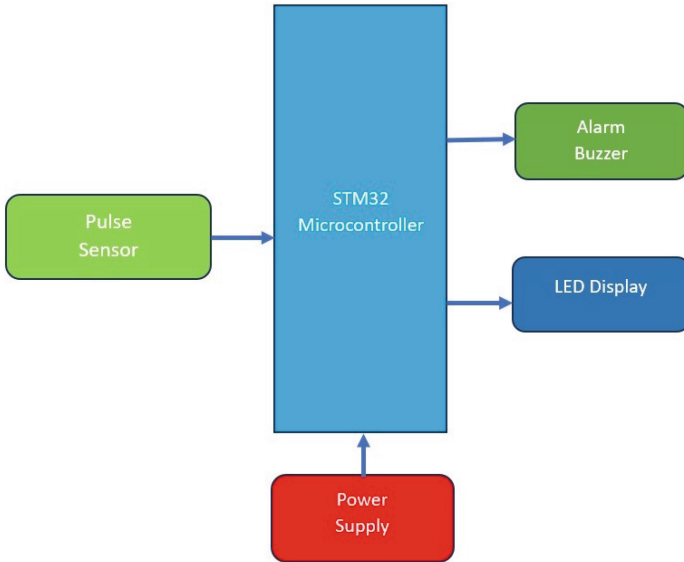 Pulse
Sensor
STM32
Microcontroller
Alarm
Buzzer
LED Display
Power
Supply